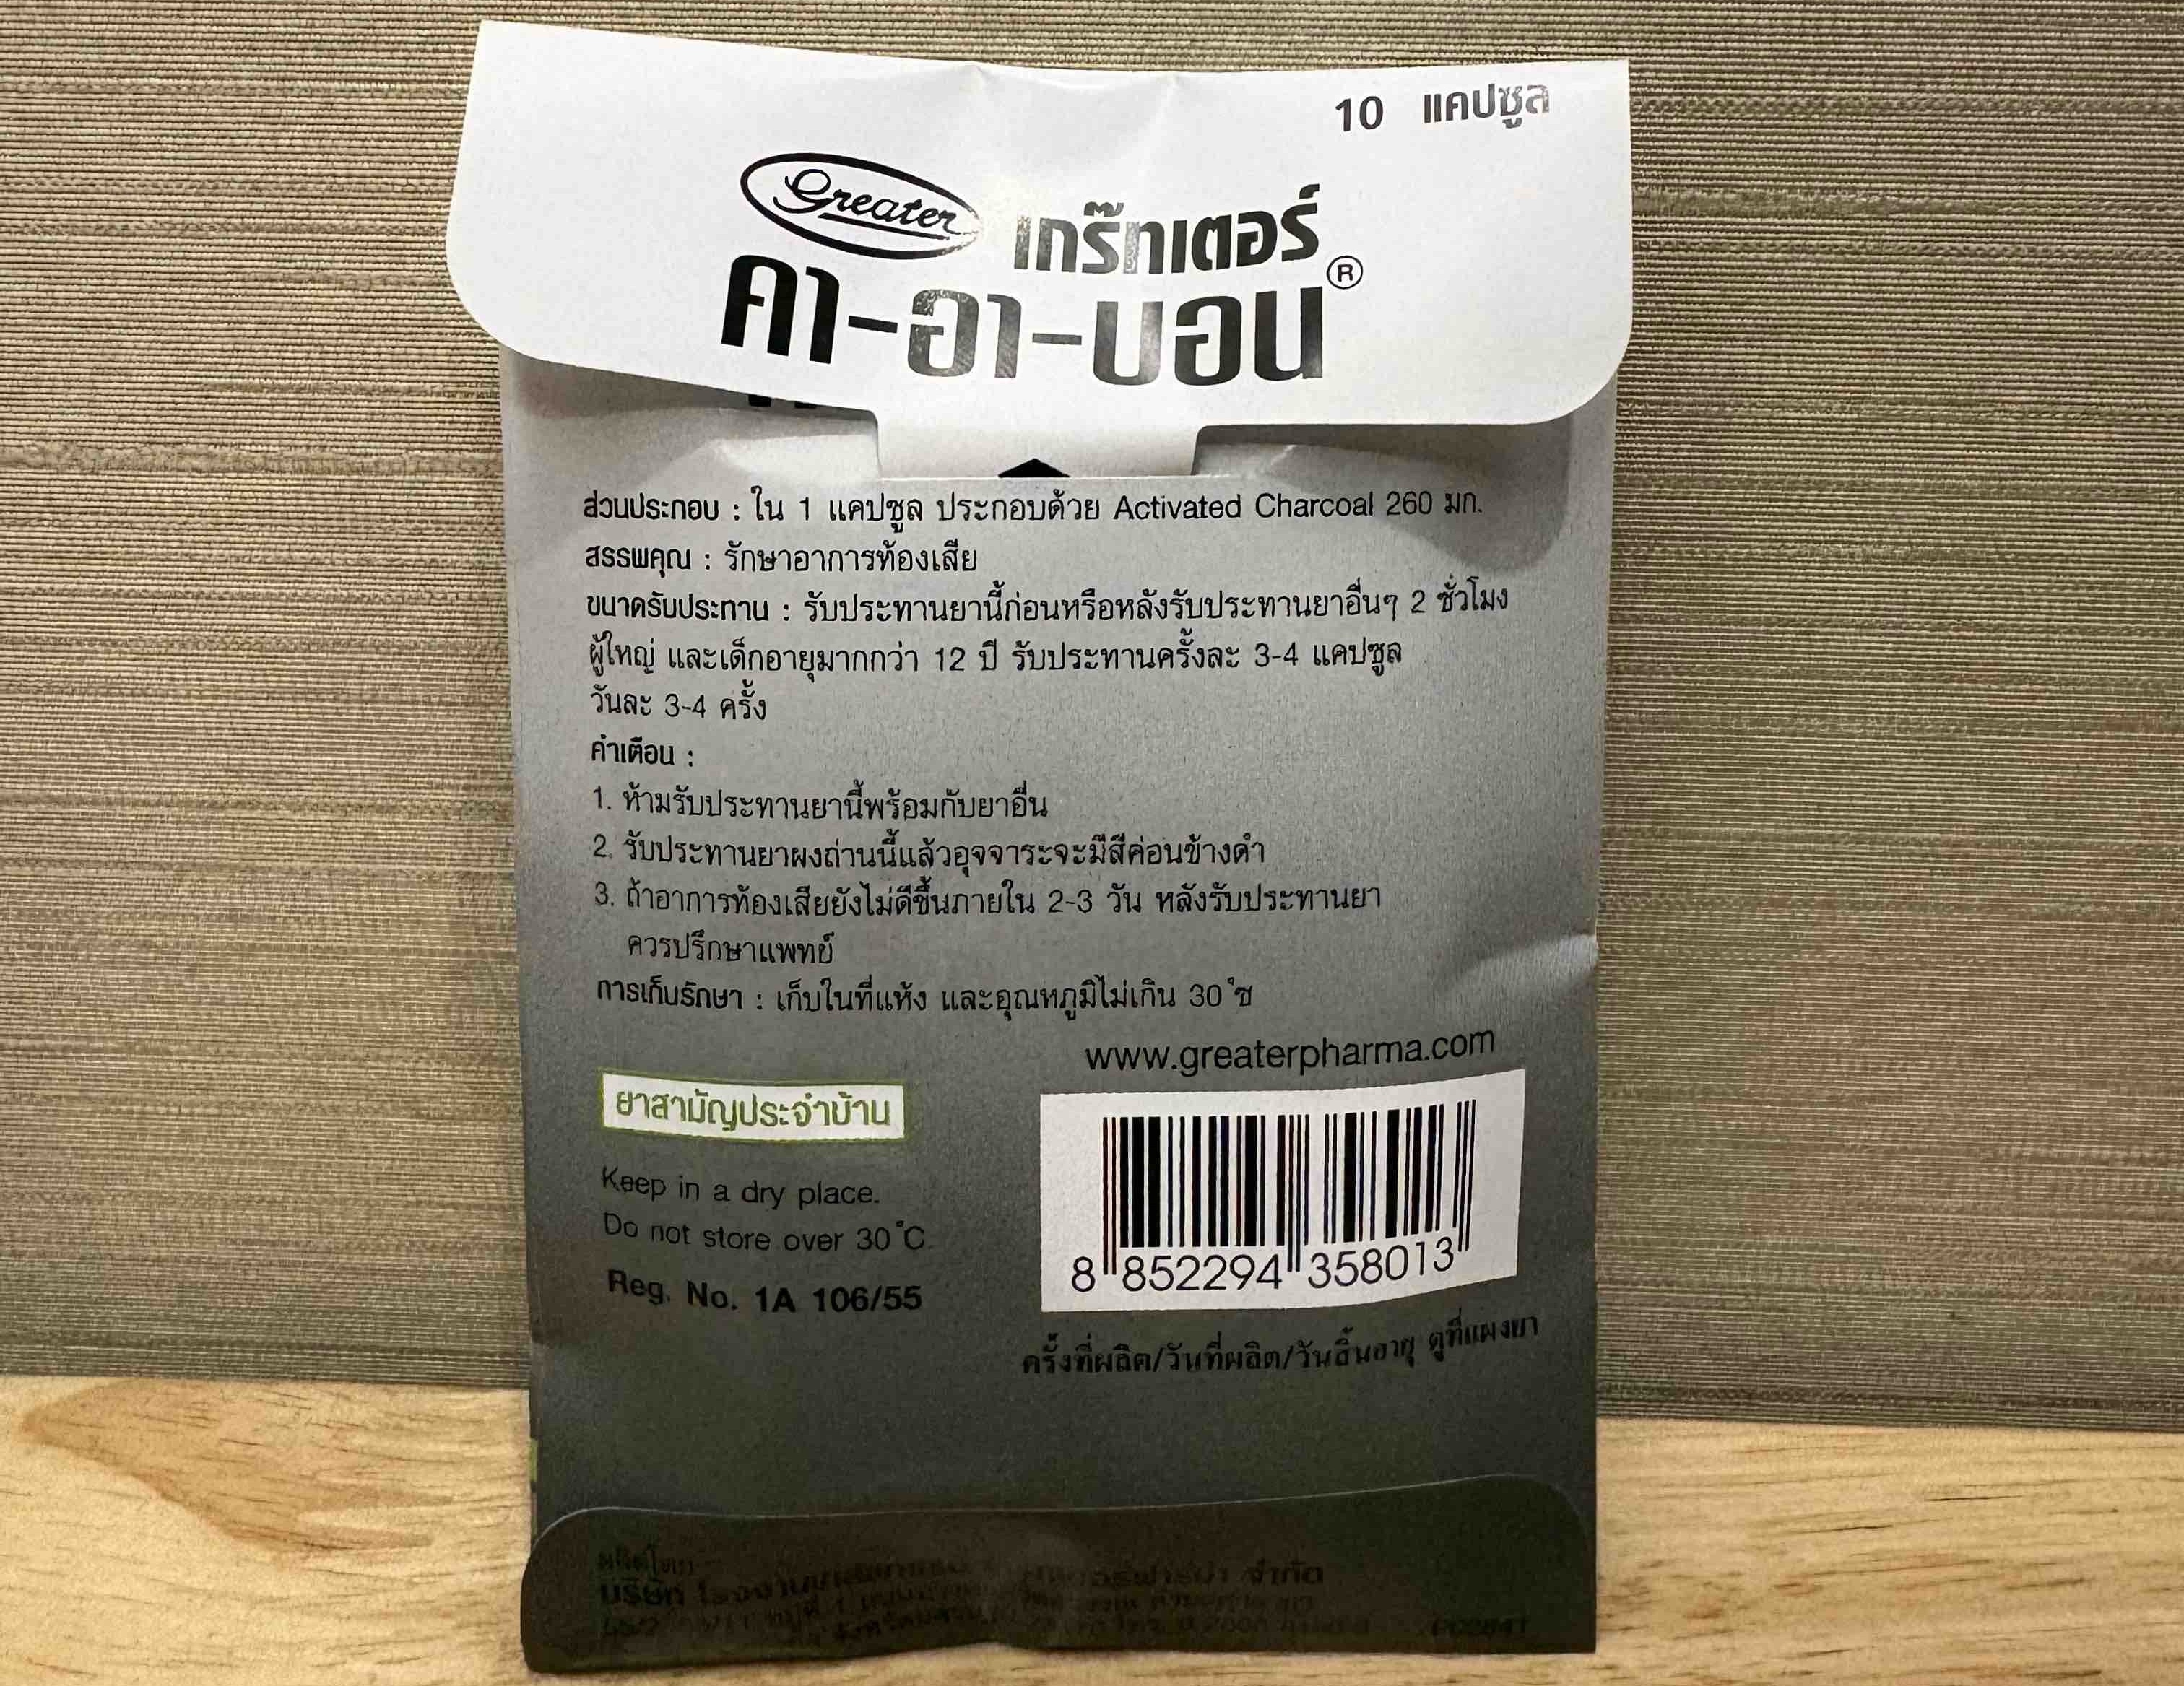 10 แคปซูล
Greater เกร๊ทเตอร์
คา-อา-บอน®
ส่วนประกอบ : ใน 1 แคปซูล ประกอบด้วย Activated Charcoal 260 มก.
สรรพคุณ : รักษาอาการท้องเสีย
ขนาดรับประทาน : รับประทานยานี้ก่อนหรือหลังรับประทานยาอื่นๆ 2 ชั่วโมง
ผู้ใหญ่ และเด็กอายุมากกว่า 12 ปี รับประทานครั้งละ 3-4 แคปซูล
วันละ 3-4 ครั้ง
คำเตือน :
1. ห้ามรับประทานยานี้พร้อมกับยาอื่น
2. รับประทานยาผงถ่านนี้แล้วอุจจาระจะมีสีค่อนข้างดำ
3. ถ้าอาการท้องเสียยังไม่ดีขึ้นภายใน 2-3 วัน หลังรับประทานยา
ควรปรึกษาแพทย์
การเก็บรักษา : เก็บในที่แห้ง และอุณหภูมิไม่เกิน 30 ํซ
www.greaterpharma.com
ยาสามัญประจำบ้าน
Keep in a dry place.
Do not store over 30 °C.
Reg. No. 1A 106/55
8 852294 358013
ครั้งที่ผลิต/วันที่ผลิต/วันสิ้นอายุ ดูที่แผงยา
ผลิตโดย
บริษัท จำกัด